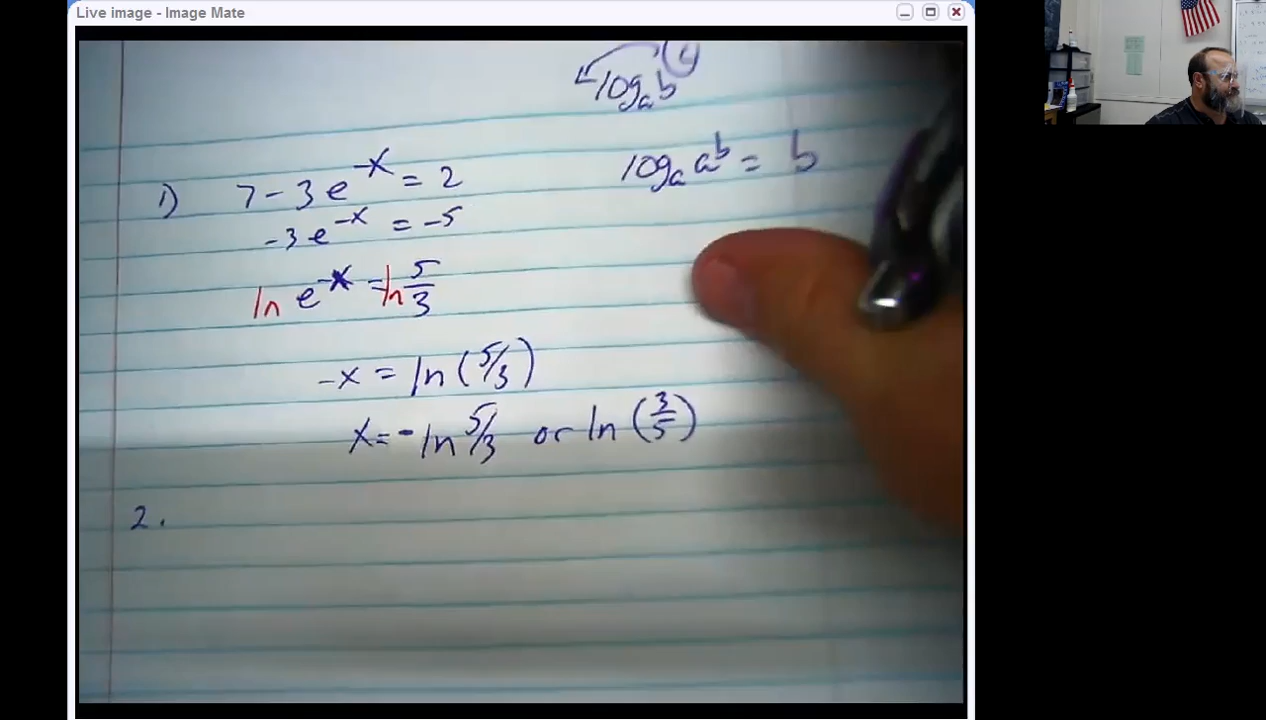 Live image - Image Mate
log_a b^c
1) 7 - 3e^{-x} = 2
log_a a^b = b
-3e^{-x} = -5
ln e^{-x} = ln 5/3
-x = ln (5/3)
x = - ln 5/3 or ln (3/5)
2.